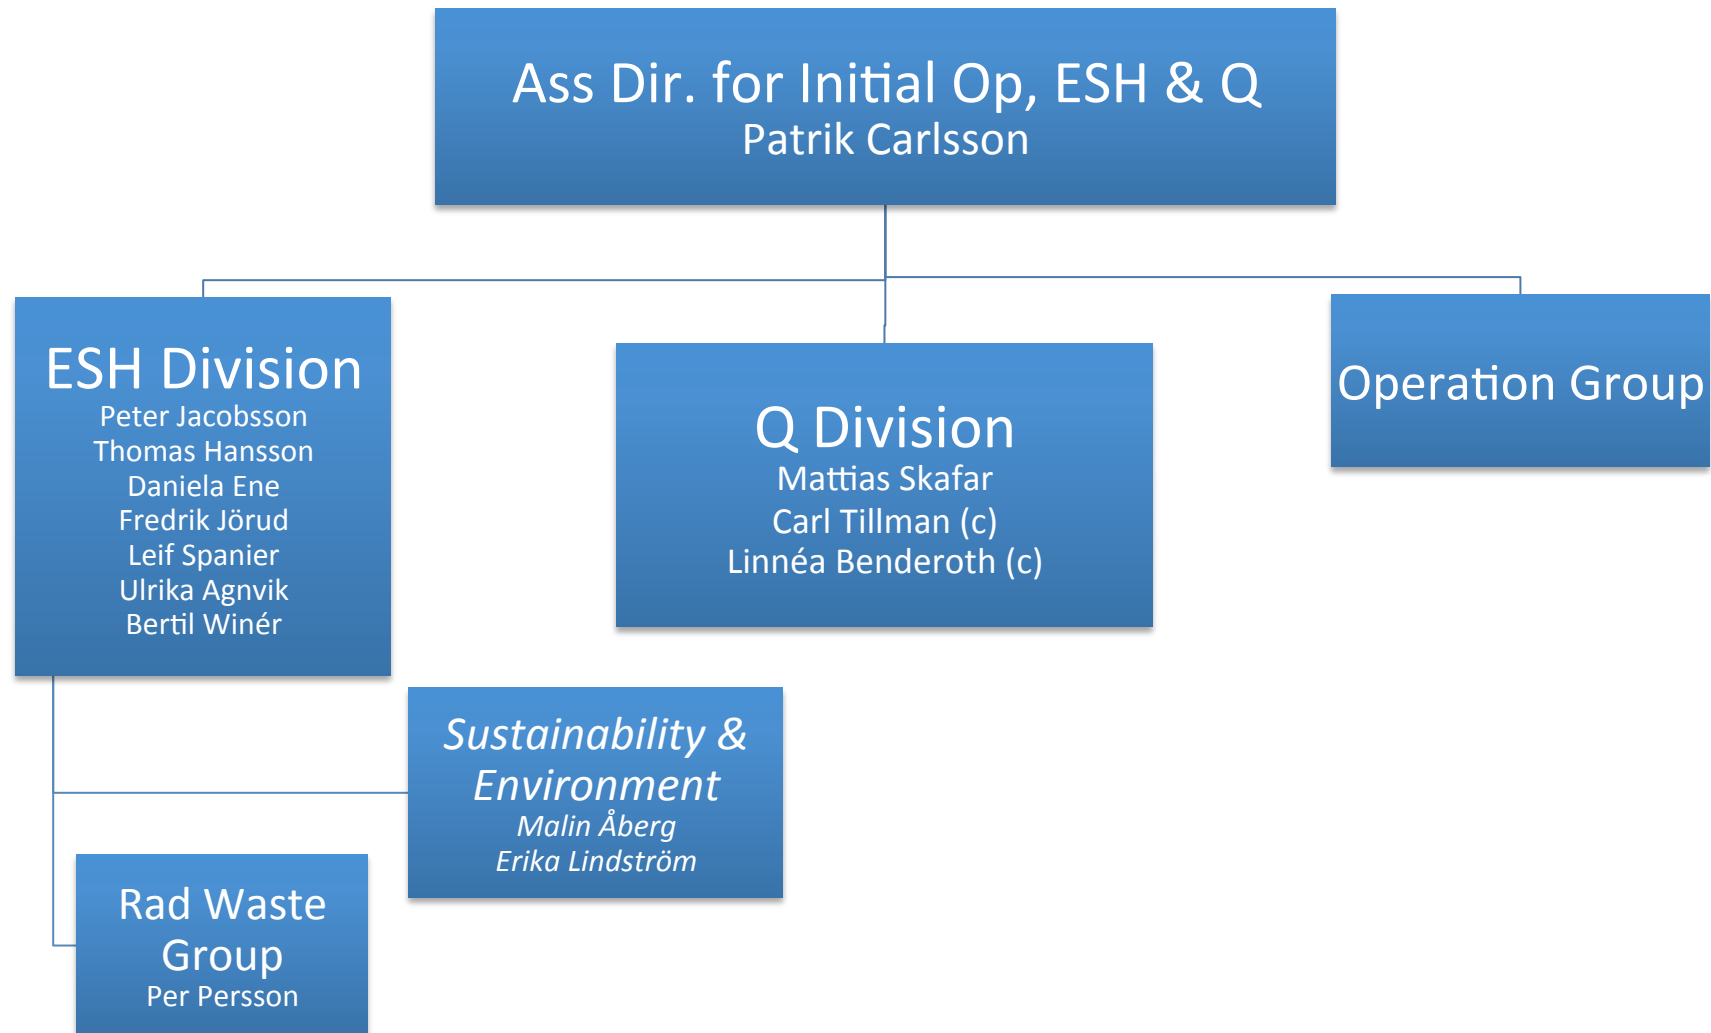 Ass Dir. for Initial Op, ESH & Q
Patrik Carlsson
ESH Division
Peter Jacobsson
Thomas Hansson
Daniela Ene
Fredrik Jörud
Leif Spanier
Ulrika Agnvik
Bertil Winér
Q Division
Mattias Skafar
Carl Tillman (c)
Linnéa Benderoth (c)
Operation Group
Sustainability &
Environment
Malin Åberg
Erika Lindström
Rad Waste
Group
Per Persson